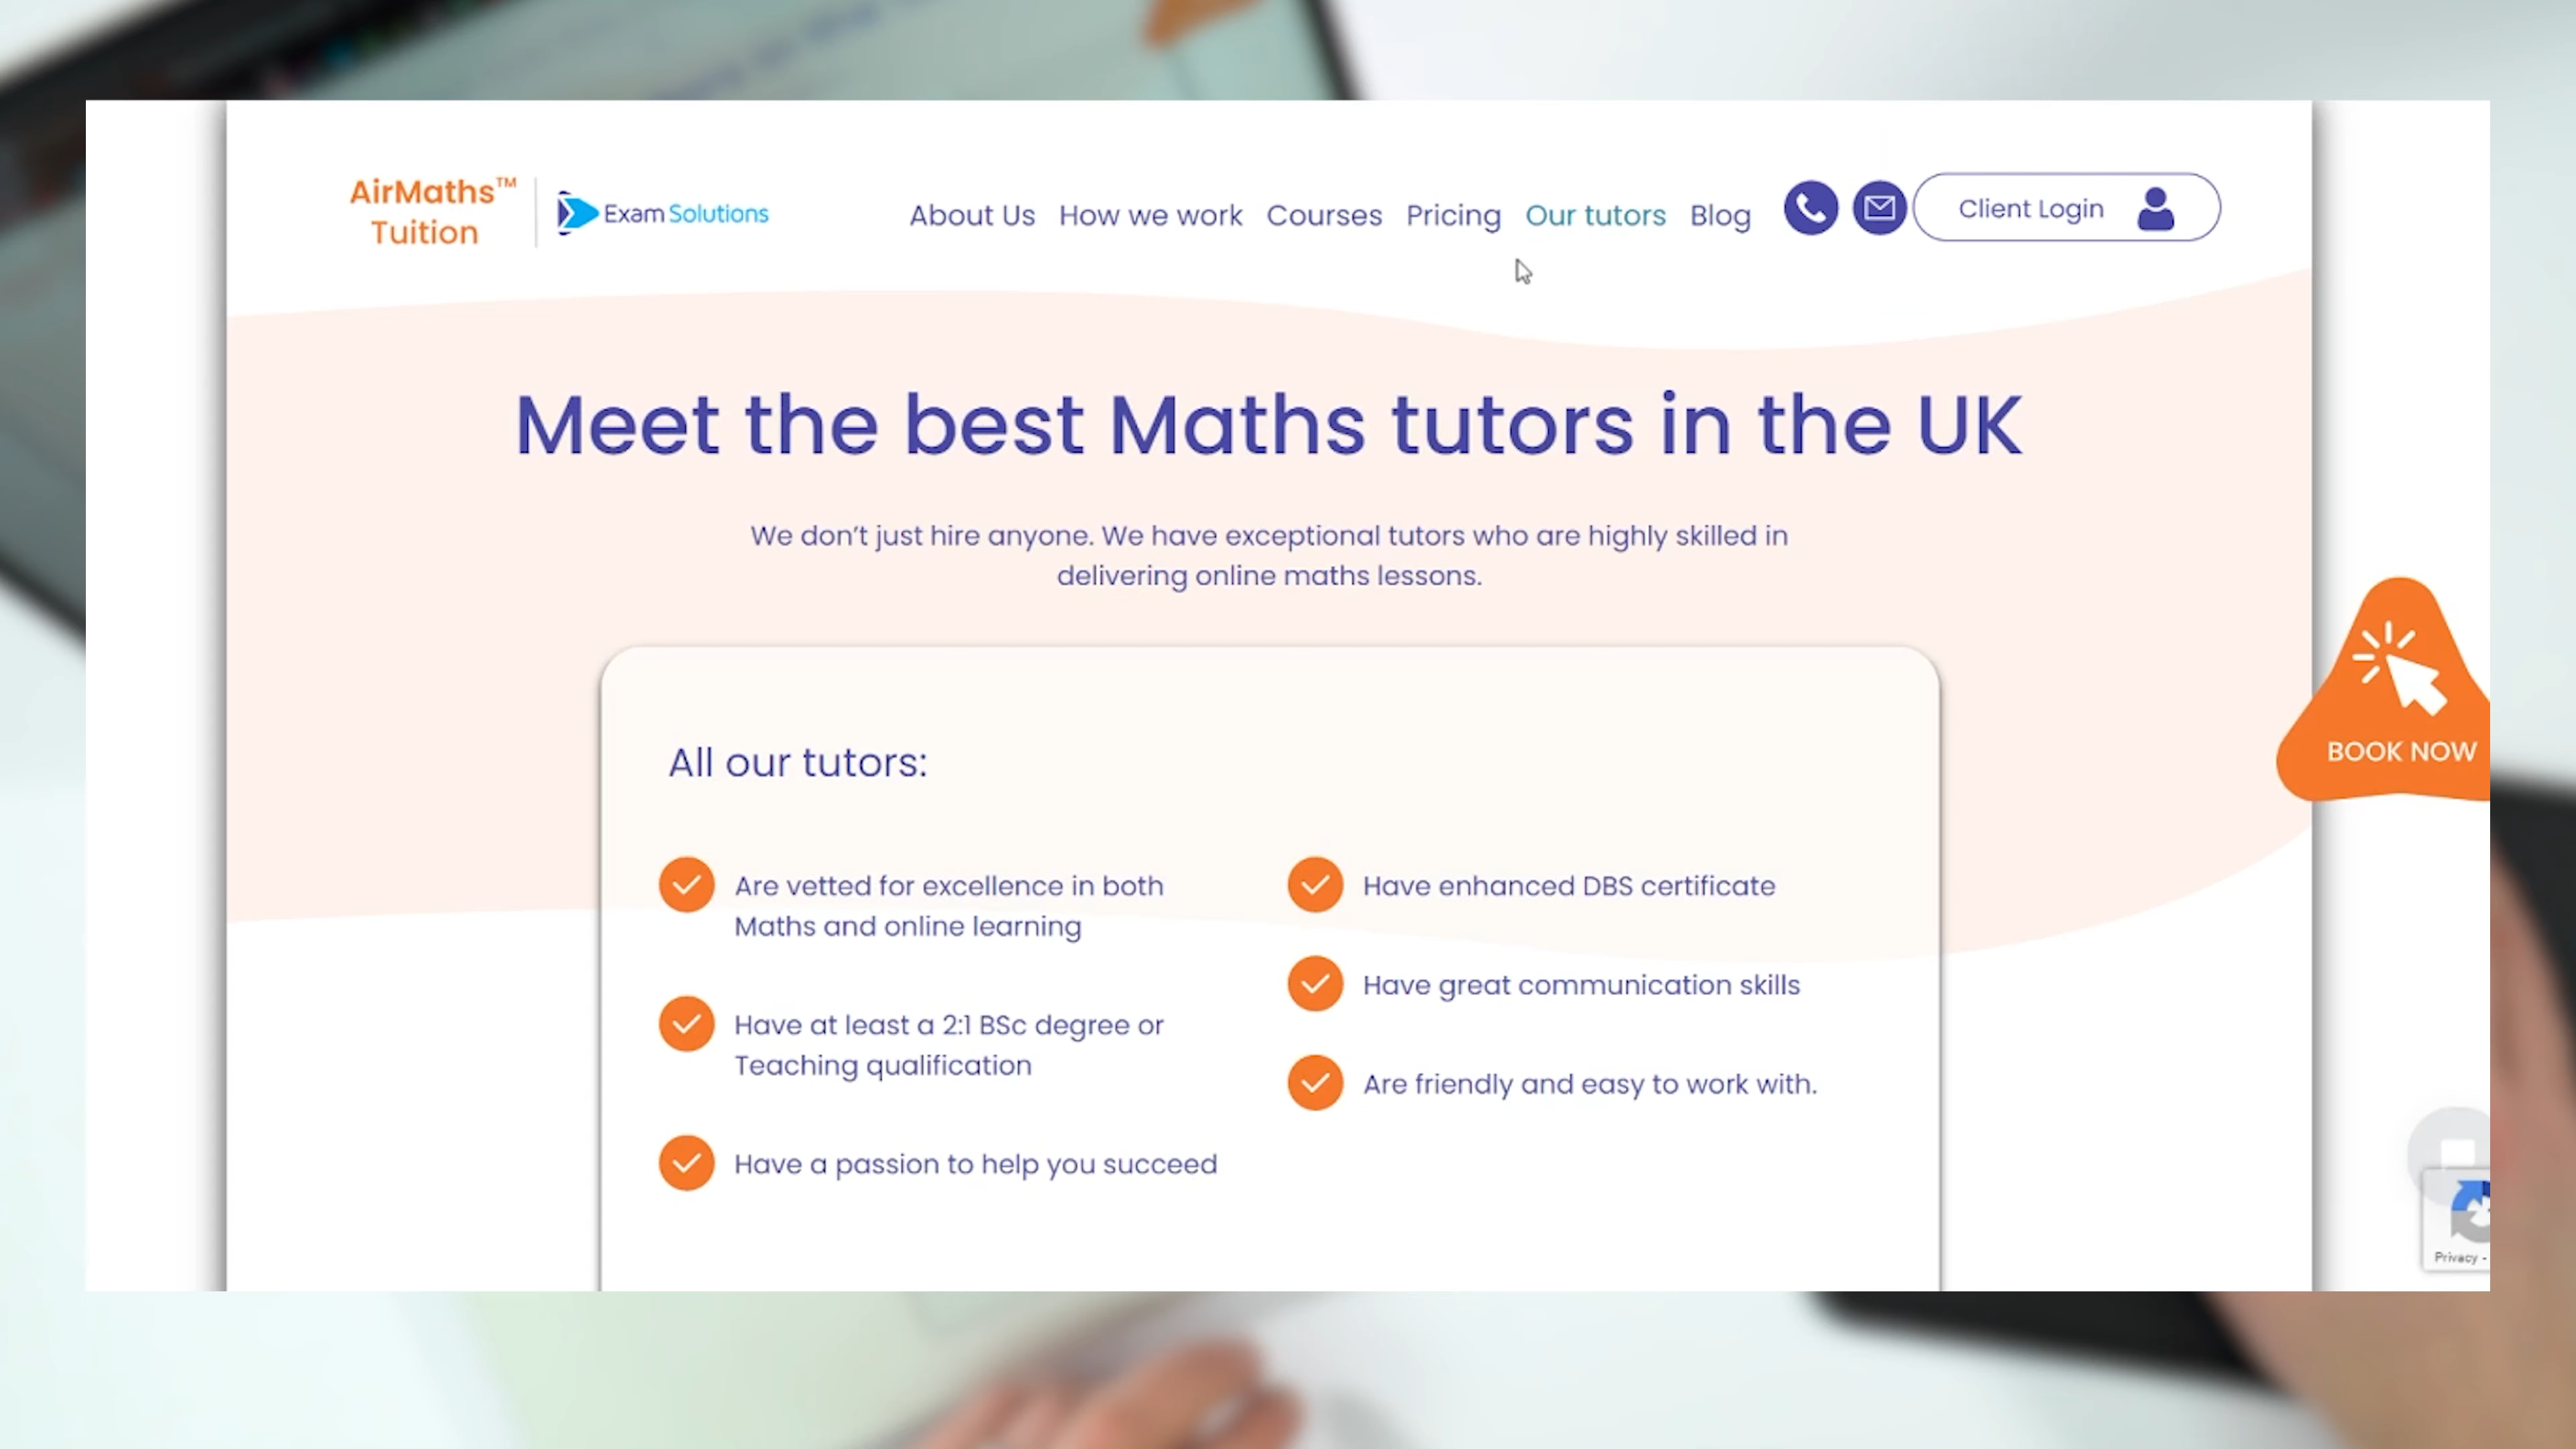 AirMaths™
Tuition
Exam Solutions
About Us How we work Courses Pricing Our tutors Blog
Client Login
Meet the best Maths tutors in the UK
We don’t just hire anyone. We have exceptional tutors who are highly skilled in
delivering online maths lessons.
BOOK NOW
All our tutors:
Are vetted for excellence in both
Maths and online learning
Have at least a 2:1 BSc degree or
Teaching qualification
Have a passion to help you succeed
Have enhanced DBS certificate
Have great communication skills
Are friendly and easy to work with.
Privacy -